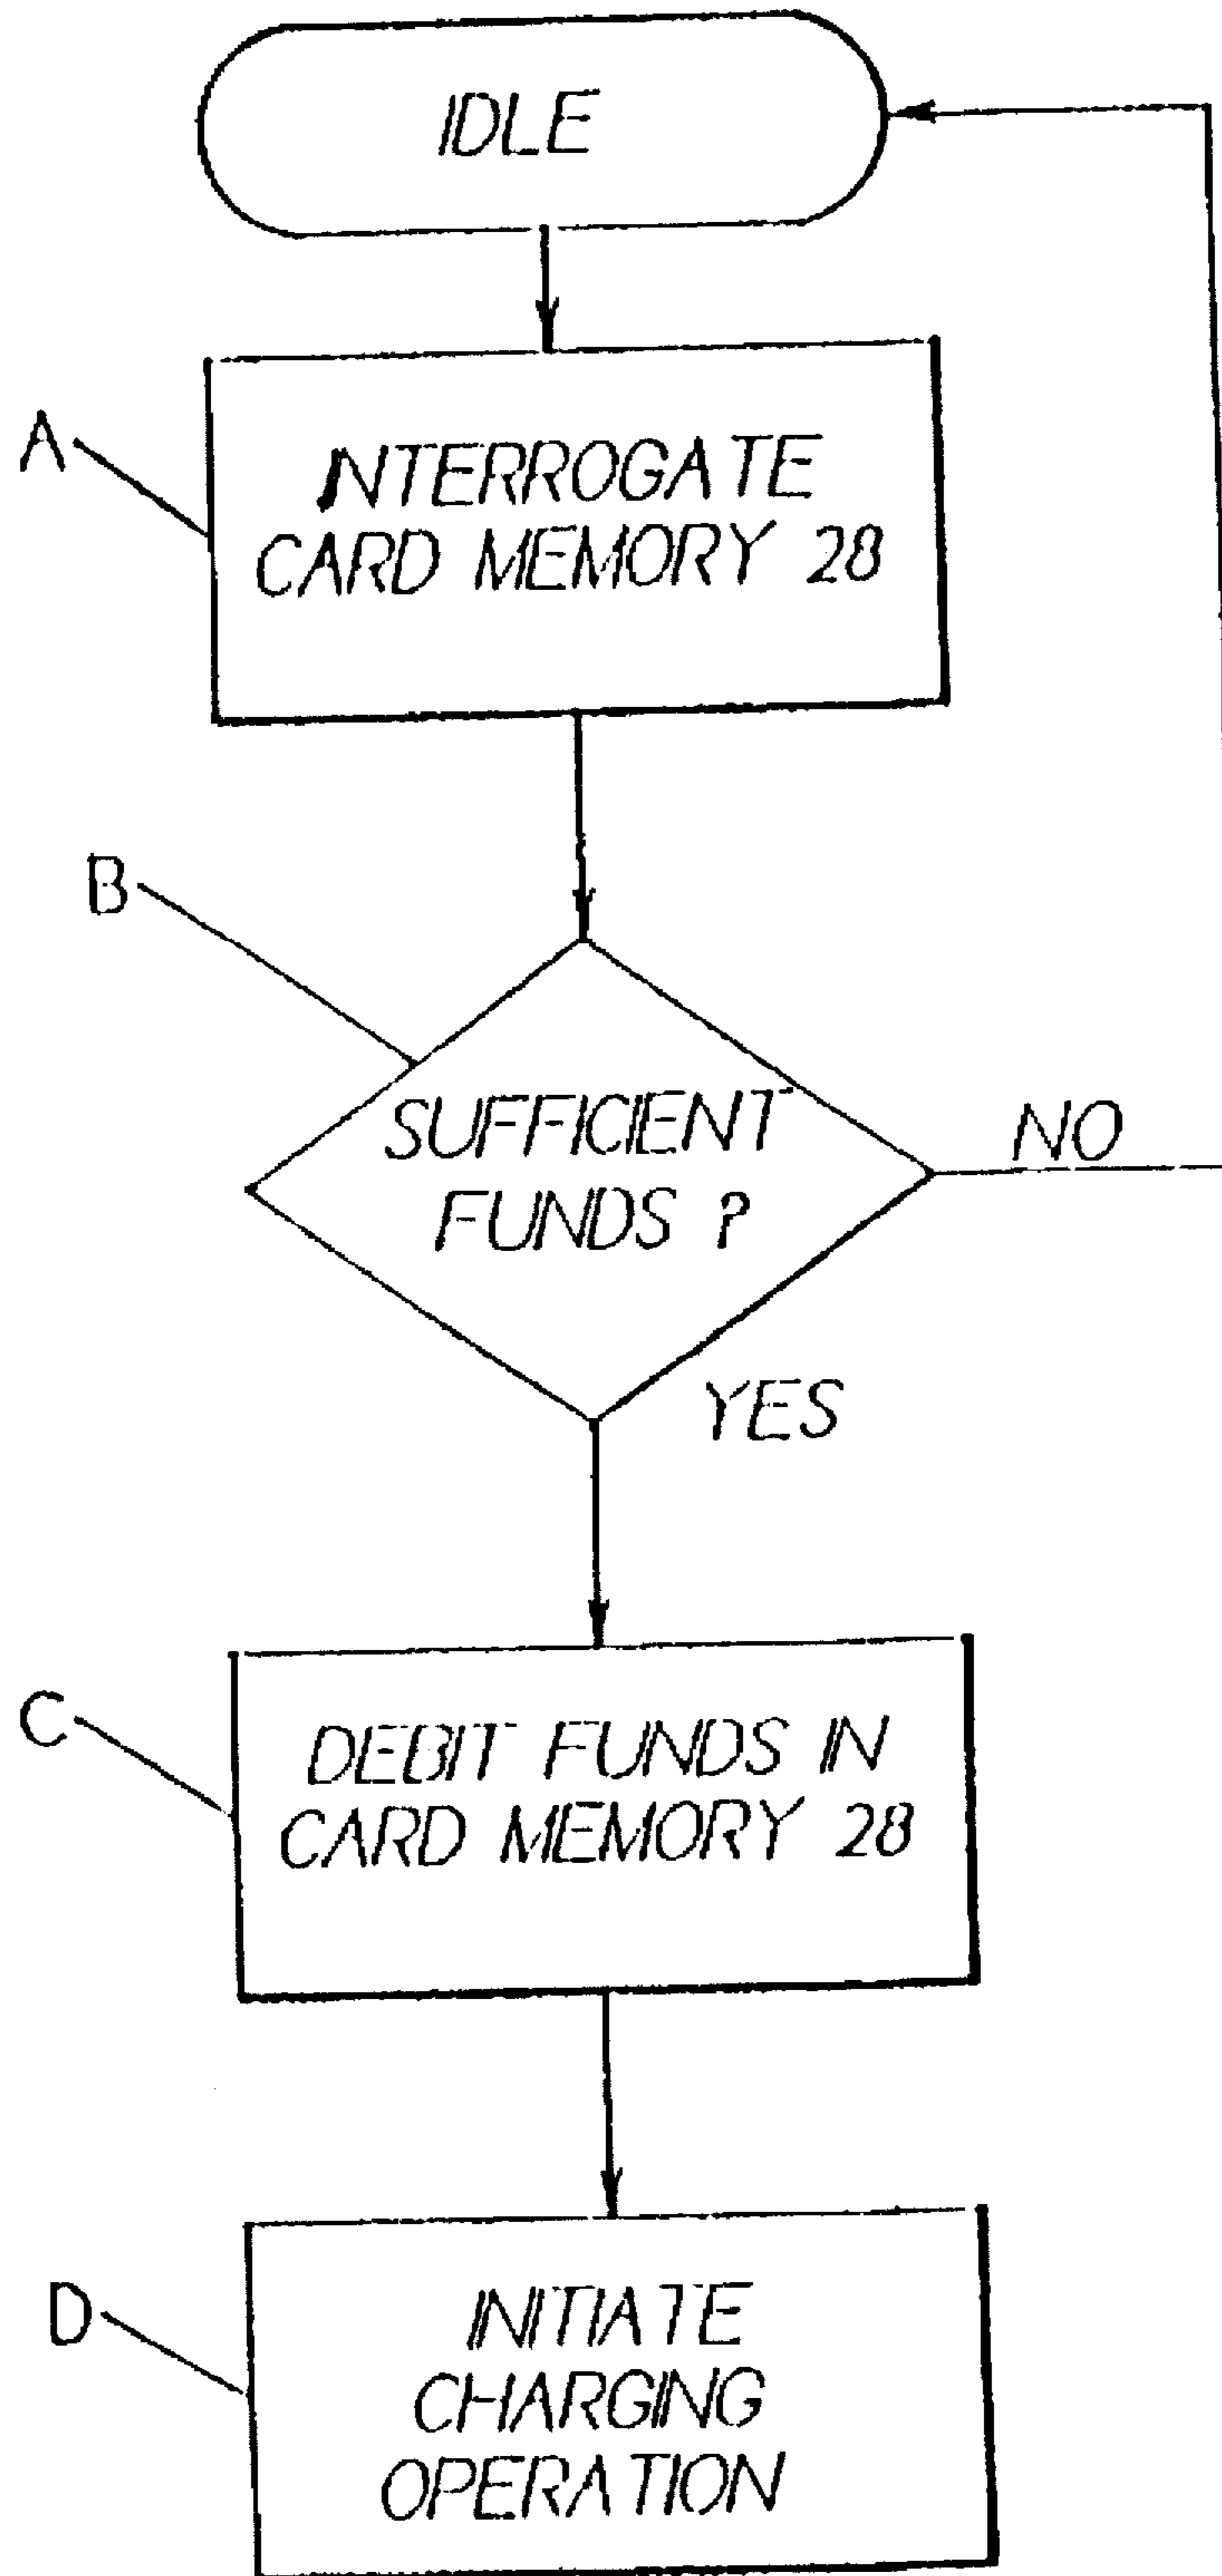 IDLE
A
INTERROGATE
CARD MEMORY 28
B
SUFFICIENT
FUNDS ?
NO
YES
C
DEBIT FUNDS IN
CARD MEMORY 28
D
INITIATE
CHARGING
OPERATION